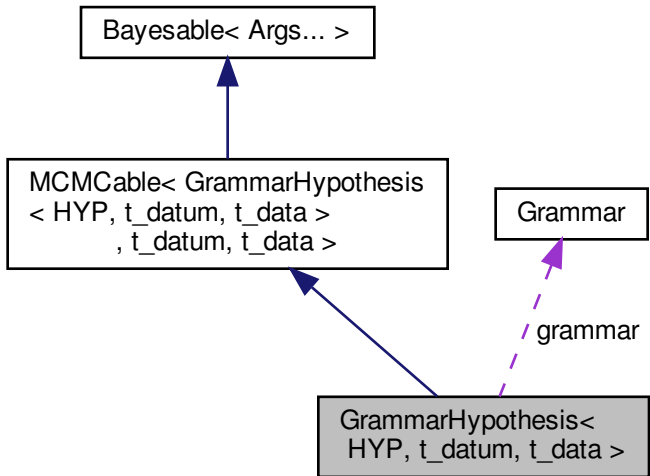 Bayesable< Args... >
MCMCable< GrammarHypothesis
< HYP, t_datum, t_data >
, t_datum, t_data >
Grammar
grammar
GrammarHypothesis<
HYP, t_datum, t_data >